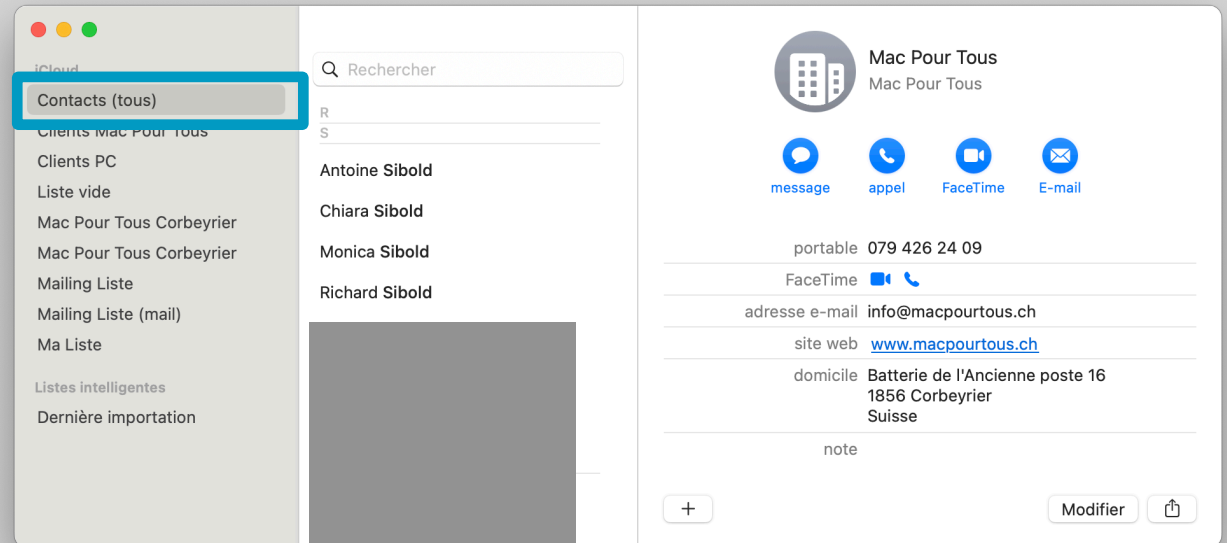 iCloud
Contacts (tous)
Clients Mac Pour Tous
Clients PC
Liste vide
Mac Pour Tous Corbeyrier
Mac Pour Tous Corbeyrier
Mailing Liste
Mailing Liste (mail)
Ma Liste
Listes intelligentes
Dernière importation
Rechercher
R
S
Antoine Sibold
Chiara Sibold
Monica Sibold
Richard Sibold
Mac Pour Tous
Mac Pour Tous
message appel FaceTime E-mail
portable 079 426 24 09
FaceTime
adresse e-mail info@macpourtous.ch
site web www.macpourtous.ch
domicile Batterie de l'Ancienne poste 16
1856 Corbeyrier
Suisse
note
+ Modifier